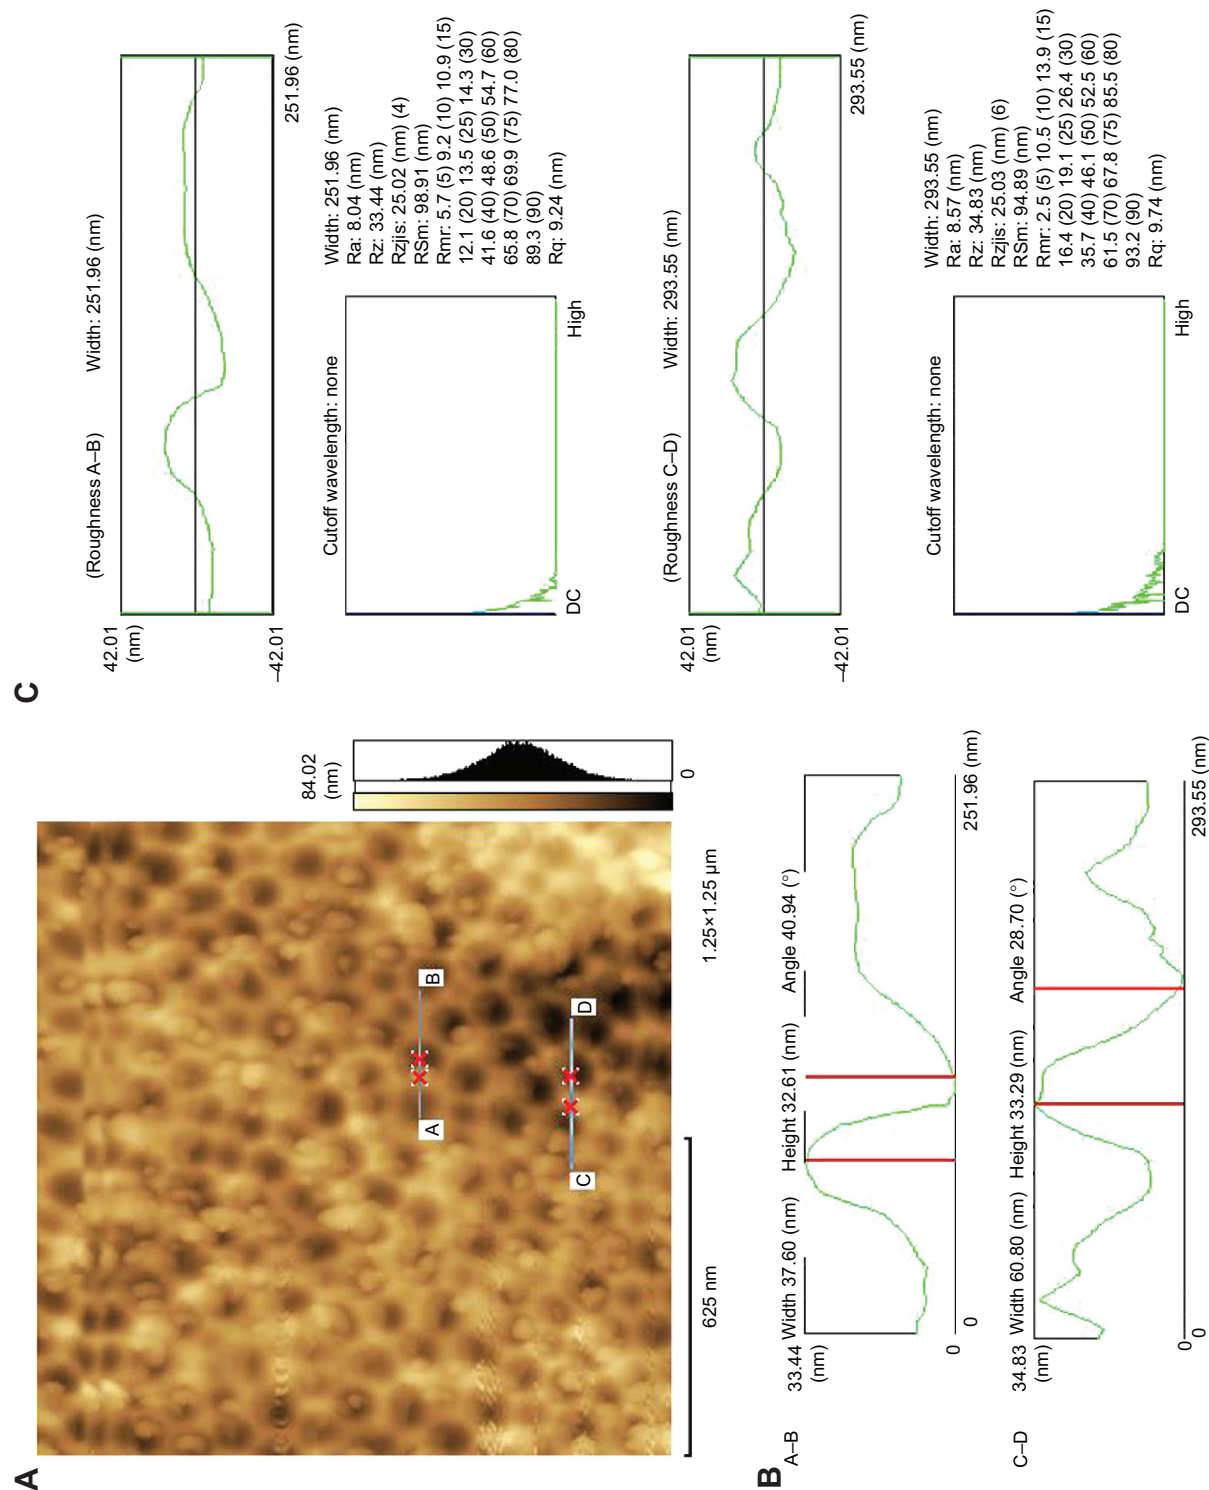 A
84.02
(nm)
0
A
B
C
D
625 nm
1.25×1.25 µm
B
A–B
33.44
(nm)
Width 37.60 (nm)
Height 32.61 (nm)
Angle 40.94 (°)
0
0
251.96 (nm)
C–D
34.83
(nm)
Width 60.80 (nm)
Height 33.29 (nm)
Angle 28.70 (°)
0
0
293.55 (nm)
C
(Roughness A–B)
Width: 251.96 (nm)
42.01
(nm)
–42.01
251.96 (nm)
Cutoff wavelength: none
DC
High
Width: 251.96 (nm)
Ra: 8.04 (nm)
Rz: 33.44 (nm)
Rzjis: 25.02 (nm) (4)
RSm: 98.91 (nm)
Rmr: 5.7 (5) 9.2 (10) 10.9 (15)
12.1 (20) 13.5 (25) 14.3 (30)
41.6 (40) 48.6 (50) 54.7 (60)
65.8 (70) 69.9 (75) 77.0 (80)
89.3 (90)
Rq: 9.24 (nm)
(Roughness C–D)
Width: 293.55 (nm)
42.01
(nm)
–42.01
293.55 (nm)
Cutoff wavelength: none
DC
High
Width: 293.55 (nm)
Ra: 8.57 (nm)
Rz: 34.83 (nm)
Rzjis: 25.03 (nm) (6)
RSm: 94.89 (nm)
Rmr: 2.5 (5) 10.5 (10) 13.9 (15)
16.4 (20) 19.1 (25) 26.4 (30)
35.7 (40) 46.1 (50) 52.5 (60)
61.5 (70) 67.8 (75) 85.5 (80)
93.2 (90)
Rq: 9.74 (nm)